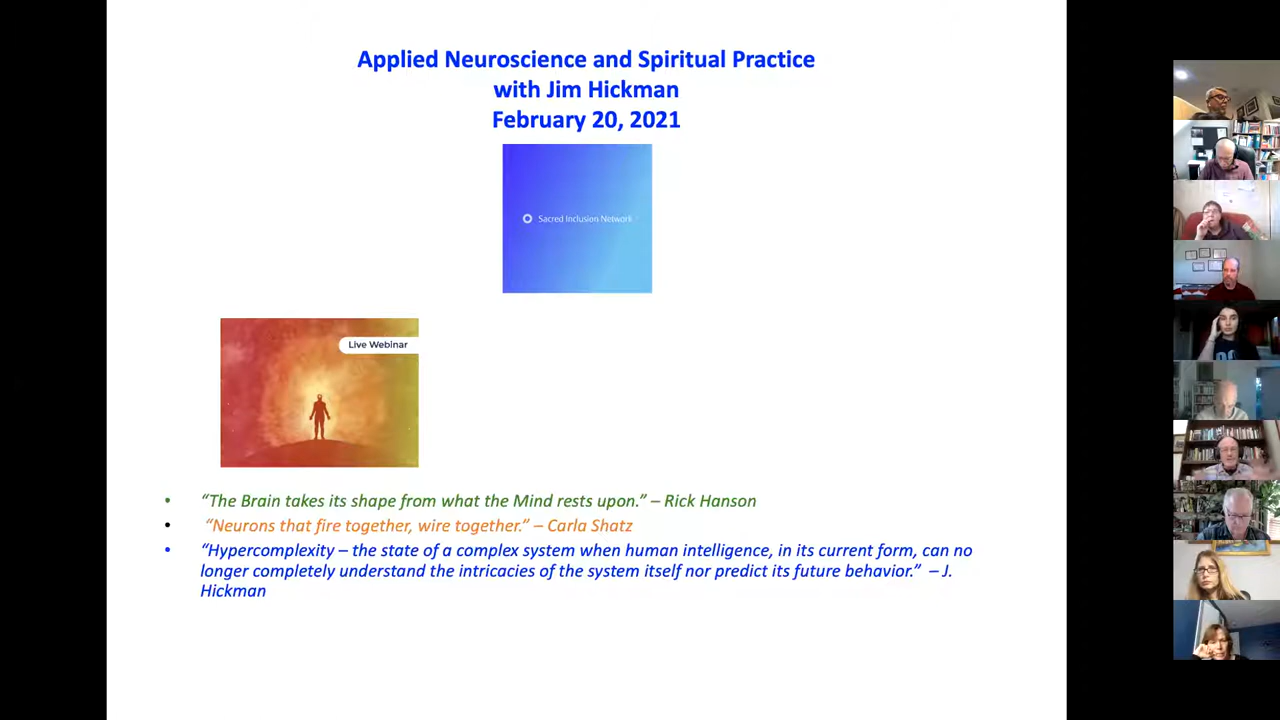 Applied Neuroscience and Spiritual Practice
with Jim Hickman
February 20, 2021
Sacred Inclusion Network
Live Webinar
• “The Brain takes its shape from what the Mind rests upon.” – Rick Hanson
• “Neurons that fire together, wire together.” – Carla Shatz
• “Hypercomplexity – the state of a complex system when human intelligence, in its current form, can no
longer completely understand the intricacies of the system itself nor predict its future behavior.” – J.
Hickman